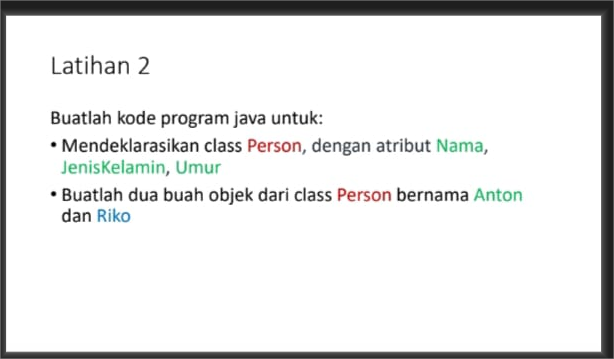 Latihan 2
Buatlah kode program java untuk:
• Mendeklarasikan class Person, dengan atribut Nama,
JenisKelamin, Umur
• Buatlah dua buah objek dari class Person bernama Anton
dan Riko